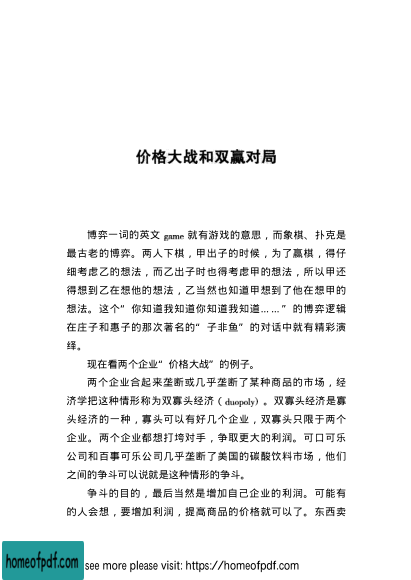 价格大战和双赢对局
博弈一词的英文 game 就有游戏的意思，而象棋、扑克是
最古老的博弈。两人下棋，甲出子的时候，为了赢棋，得仔
细考虑乙的想法，而乙出子时也得考虑甲的想法，所以甲还
得想到乙在想他的想法，乙当然也知道甲想到了他在想甲的
想法。这个“你知道我知道你知道我知道……”的博弈逻辑
在庄子和惠子的那次著名的“子非鱼”的对话中就有精彩演
绎。
现在看两个企业“价格大战”的例子。
两个企业合起来垄断或几乎垄断了某种商品的市场，经
济学把这种情形称为双寡头经济（duopoly）。双寡头经济是寡
头经济的一种，寡头可以有好几个企业，双寡头只限于两个
企业。两个企业都想打垮对手，争取更大的利润。可口可乐
公司和百事可乐公司几乎垄断了美国的碳酸饮料市场，他们
之间的争斗可以说就是这种情形的争斗。
争斗的目的，最后当然是增加自己企业的利润。可能有
的人会想，要增加利润，提高商品的价格就可以了。东西卖
homeofpdf.com
see more please visit: https://homeofpdf.com